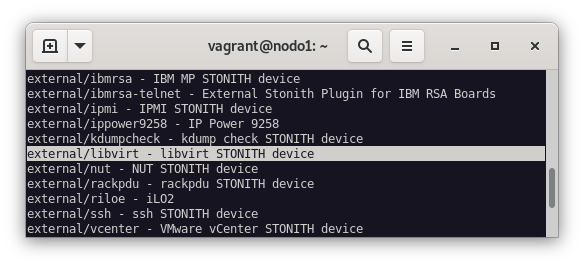 vagrant@nodo1: ~
external/ibmrsa - IBM MP STONITH device
external/ibmrsa-telnet - External Stonith Plugin for IBM RSA Boards
external/ipmi - IPMI STONITH device
external/ippower9258 - IP Power 9258
external/kdumpcheck - kdump check STONITH device
external/libvirt - libvirt STONITH device
external/nut - NUT STONITH device
external/rackpdu - rackpdu STONITH device
external/riloe - iLO2
external/ssh - ssh STONITH device
external/vcenter - VMware vCenter STONITH device